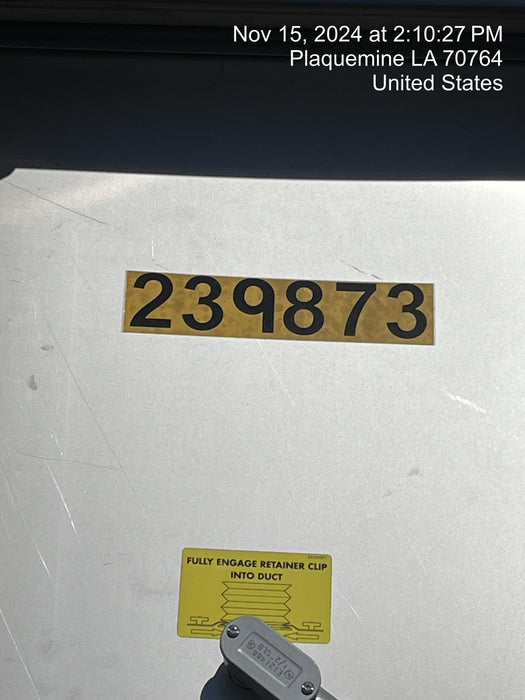 Nov 15, 2024 at 2:10:27 PM
Plaquemine LA 70764
United States
239873
FULLY ENGAGE RETAINER CLIP
INTO DUCT